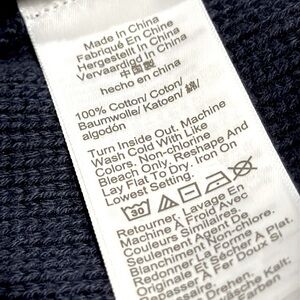 Made In China
Fabriqué En Chine
Hergestellt In China
Vervaardigd In China
中国製
hecho en china
100% Cotton/ Coton/
Baumwolle/ Katoen/ 綿/
algodón
Turn Inside Out. Machine
Wash Cold With Like
Colors. Non-chlorine
Bleach Only. Reshape And
Lay Flat To Dry. Iron On
Lowest Setting.
30
Retourner. Lavage En
Machine À Froid Avec
Couleurs Similaires.
Seulement Agent De
Blanchiment Non-chlore.
Redonner La Forme À Plat.
Originale Et Sécher
Repasser À Fer Doux Si
Drehen.
Kalt